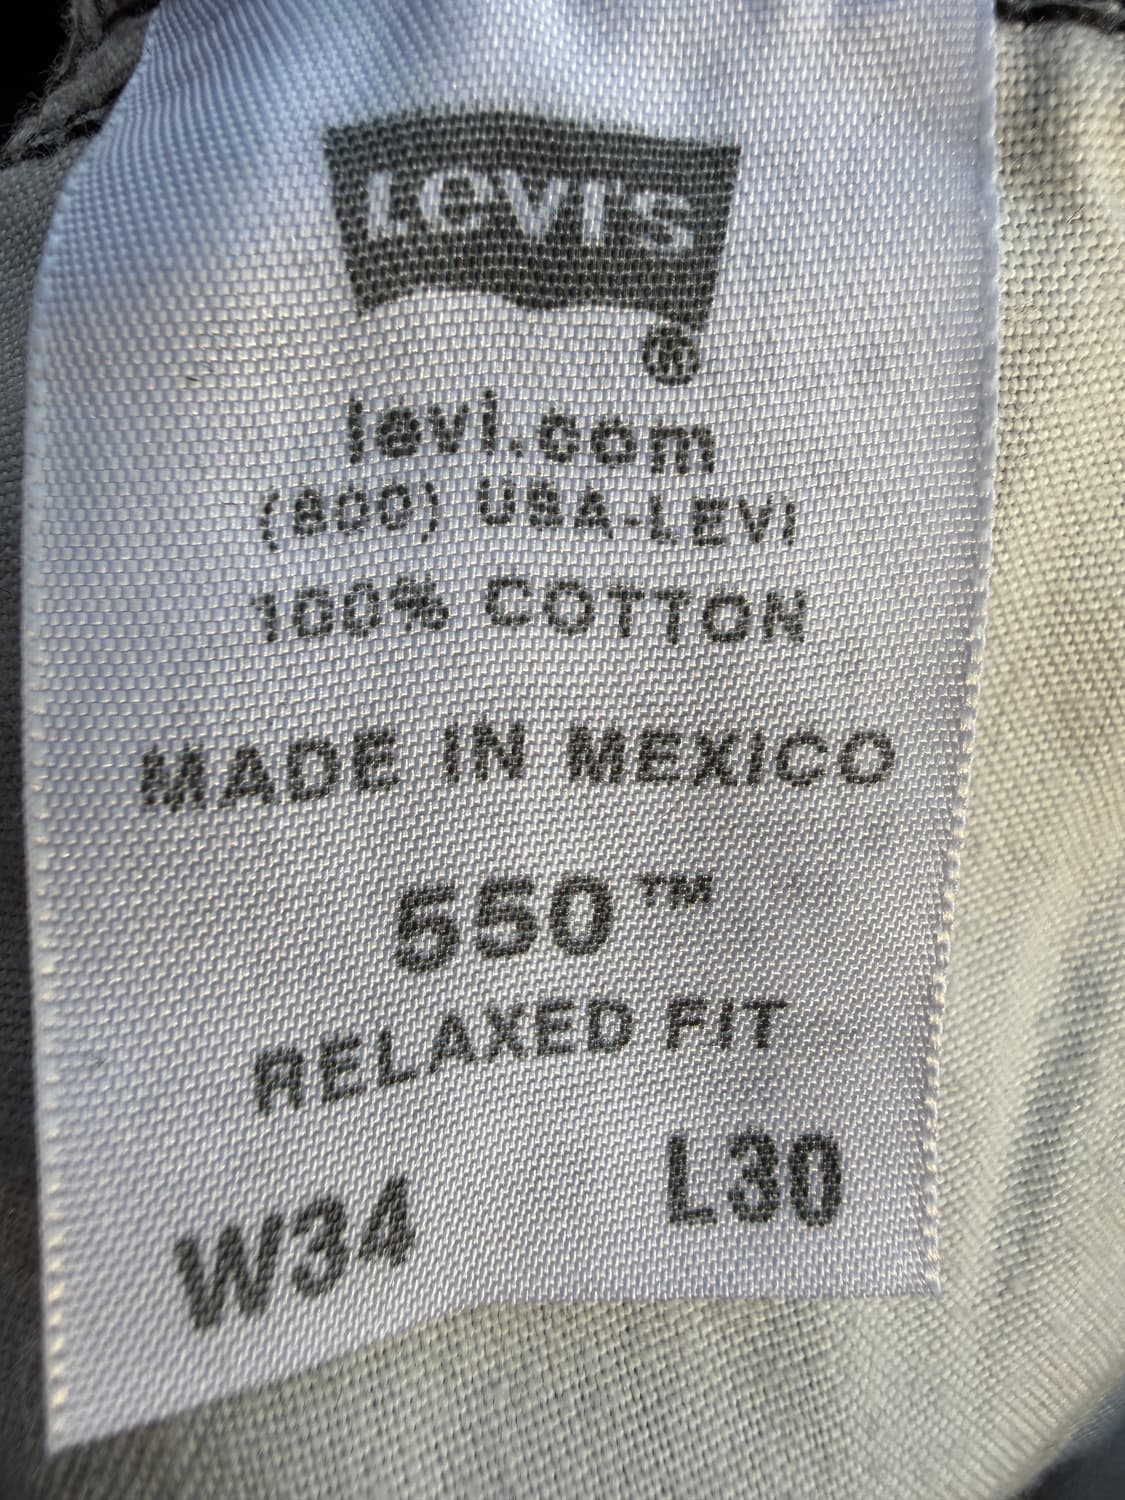 Levi's
®
levi.com
(800) USA-LEVI
100% COTTON
MADE IN MEXICO
550™
RELAXED FIT
W34 L30